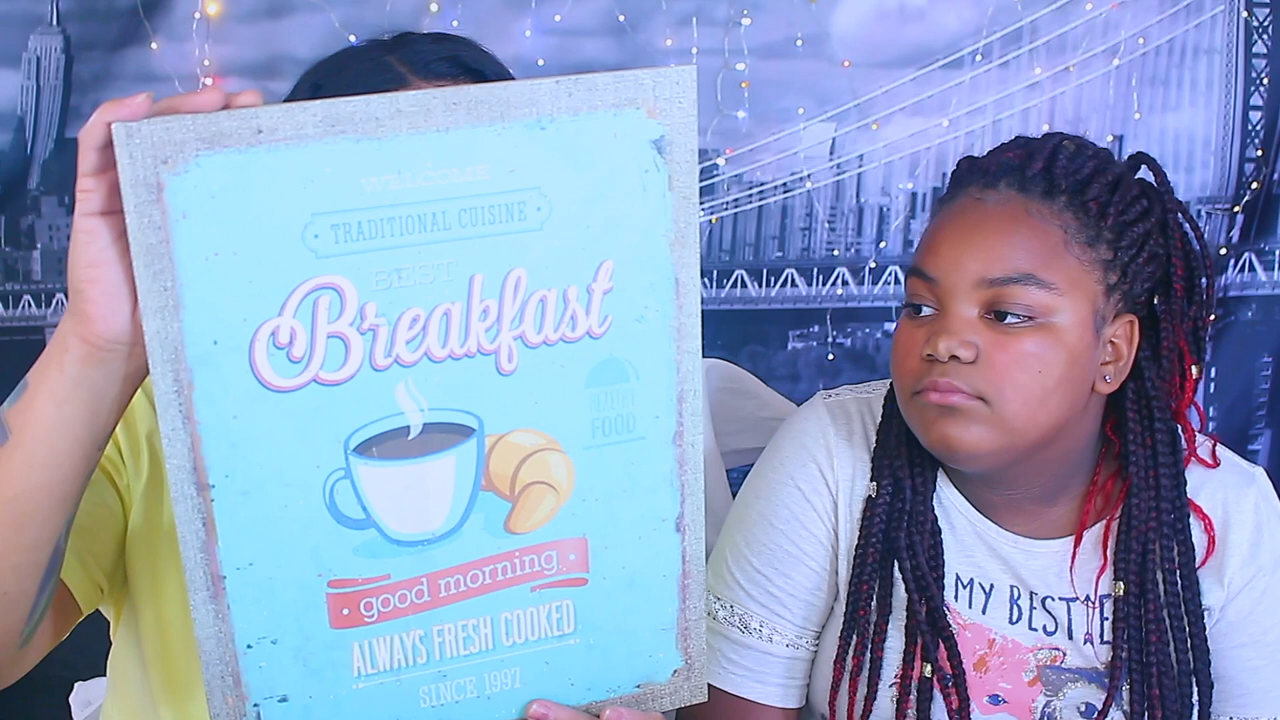 WELCOME
TRADITIONAL CUISINE
BEST
Breakfast
HEALTHY
FOOD
good morning
ALWAYS FRESH COOKED
SINCE 1997
MY BESTIE